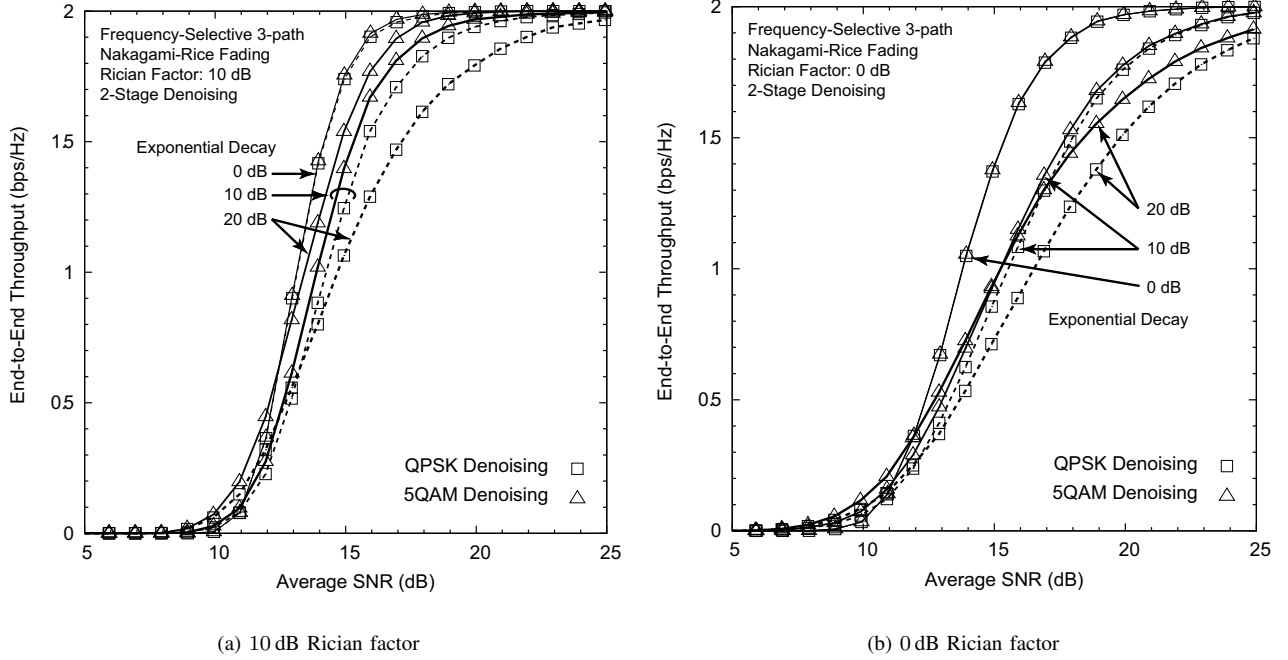 Frequency-Selective 3-path
Nakagami-Rice Fading
Rician Factor: 10 dB
2-Stage Denoising
Exponential Decay
0 dB
10 dB
20 dB
QPSK Denoising
5QAM Denoising
End-to-End Throughput (bps/Hz)
2
1.5
1
0.5
0
5
10
15
20
25
Average SNR (dB)
(a) 10 dB Rician factor
Frequency-Selective 3-path
Nakagami-Rice Fading
Rician Factor: 0 dB
2-Stage Denoising
20 dB
10 dB
0 dB
Exponential Decay
QPSK Denoising
5QAM Denoising
End-to-End Throughput (bps/Hz)
2
1.5
1
0.5
0
5
10
15
20
25
Average SNR (dB)
(b) 0 dB Rician factor